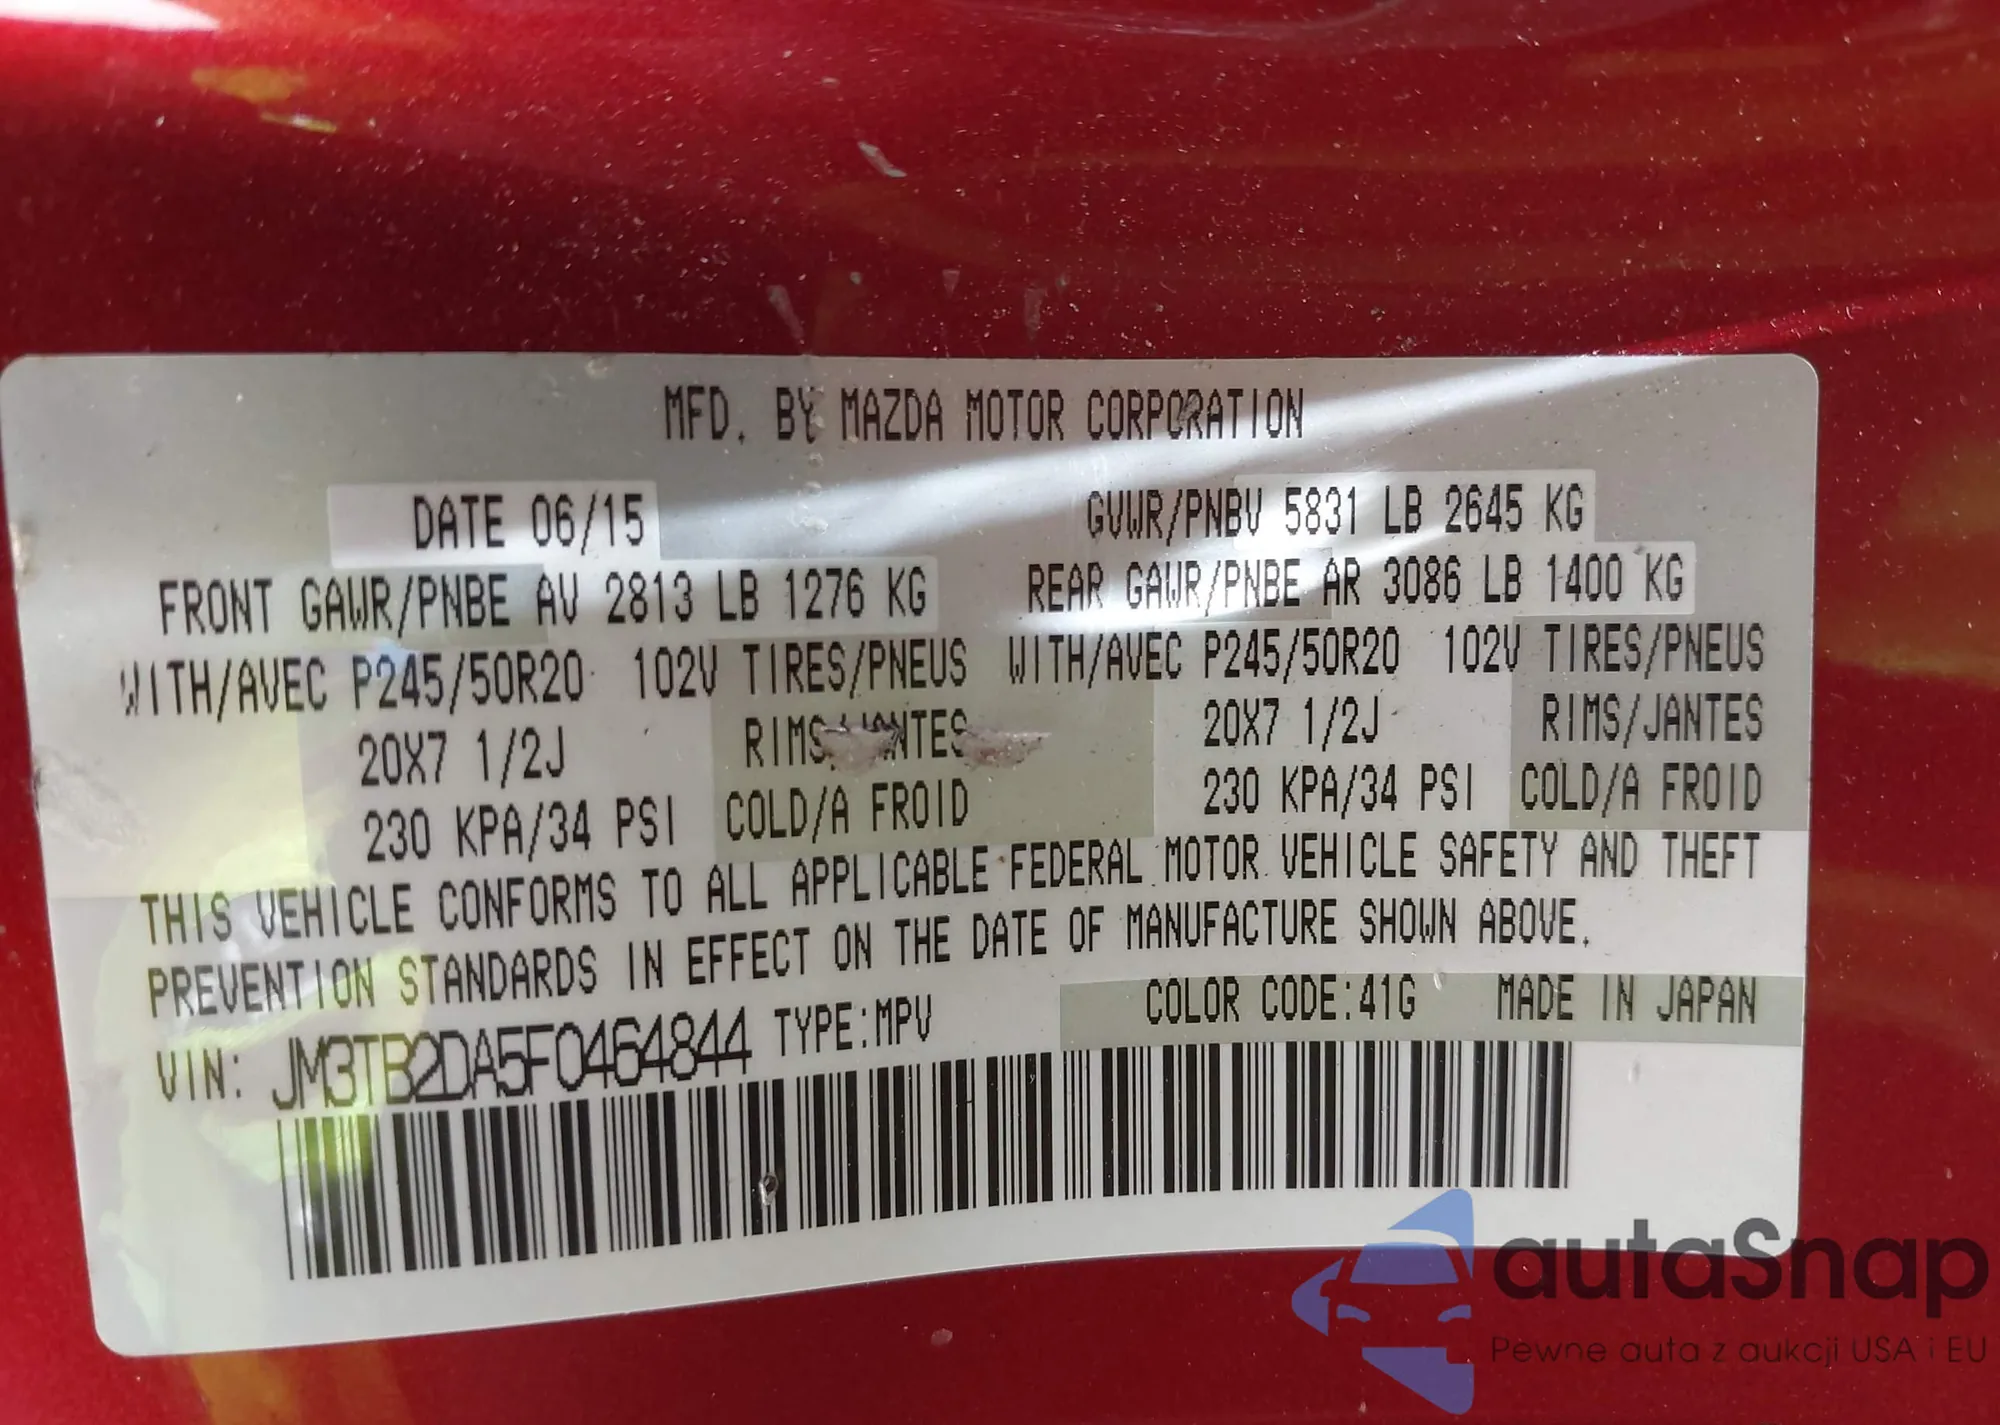 MFD. BY MAZDA MOTOR CORPORATION
DATE 06/15 GVWR/PNBV 5831 LB 2645 KG
FRONT GAWR/PNBE AV 2813 LB 1276 KG REAR GAWR/PNBE AR 3086 LB 1400 KG
WITH/AVEC P245/50R20 102V TIRES/PNEUS WITH/AVEC P245/50R20 102V TIRES/PNEUS
20X7 1/2J RIMS/JANTES 20X7 1/2J RIMS/JANTES
230 KPA/34 PSI COLD/A FROID 230 KPA/34 PSI COLD/A FROID
THIS VEHICLE CONFORMS TO ALL APPLICABLE FEDERAL MOTOR VEHICLE SAFETY AND THEFT
PREVENTION STANDARDS IN EFFECT ON THE DATE OF MANUFACTURE SHOWN ABOVE.
VIN: JM3TB2DA5F0464844 TYPE:MPV COLOR CODE:41G MADE IN JAPAN
autaSnap
Pewne auta z aukcji USA i EU